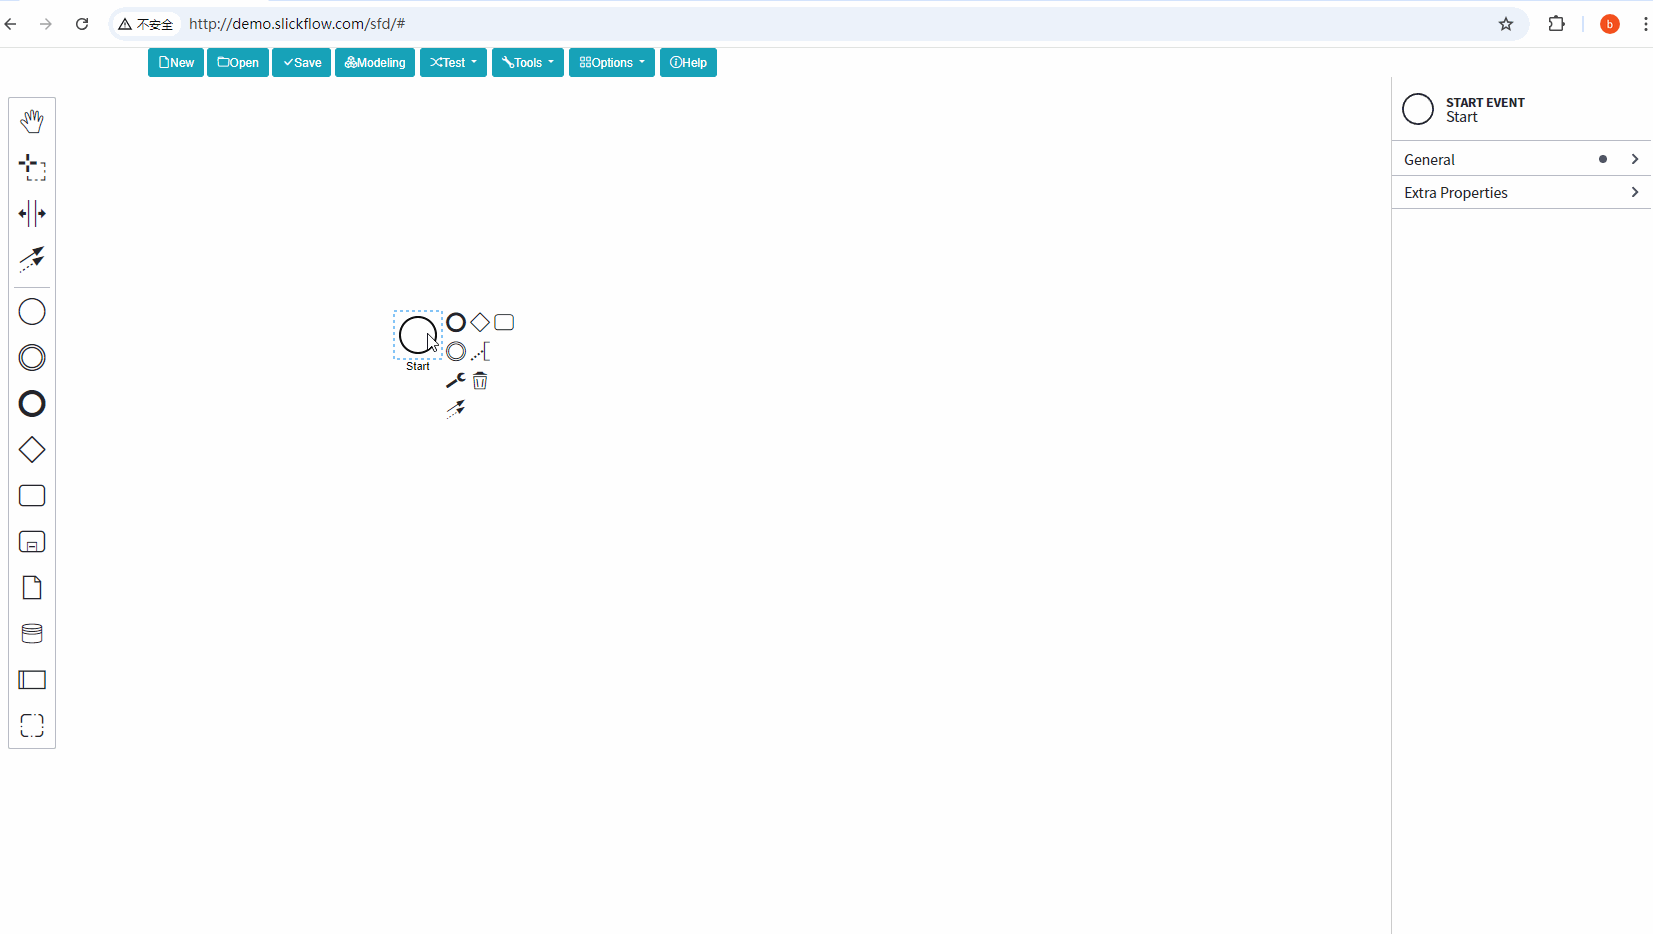 不安全 http://demo.slickflow.com/sfd/# b
New Open Save Modeling Test Tools Options Help
START EVENT
Start
General
Extra Properties
Start